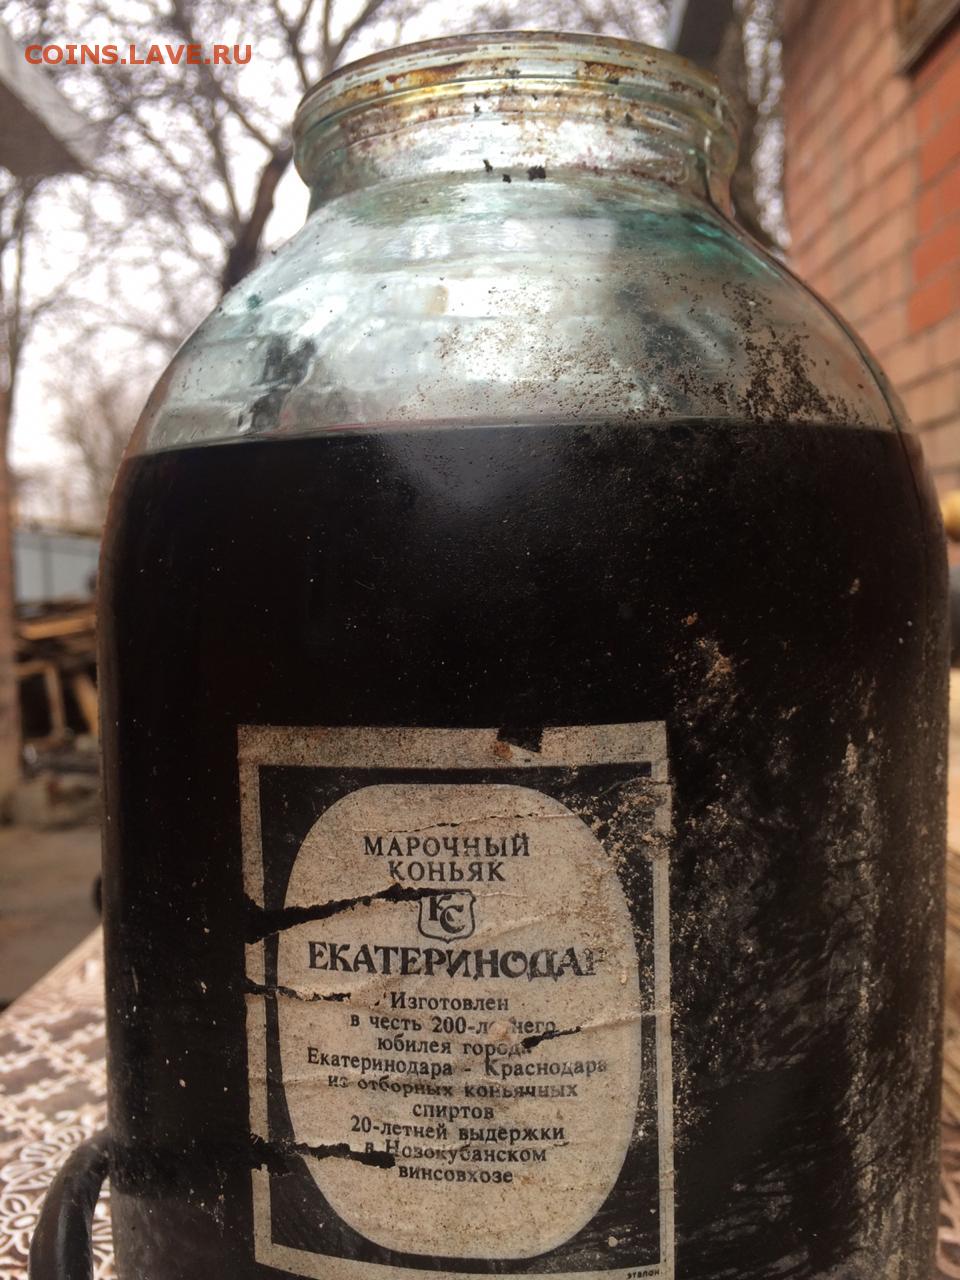 COINS.LAVE.RU
МАРОЧНЫЙ
КОНЬЯК
КС
ЕКАТЕРИНОДАР
Изготовлен
в честь 200-летнего
юбилея города
Екатеринодара - Краснодара
из отборных коньячных
спиртов
20-летней выдержки
в Новокубанском
винсовхозе
эталон